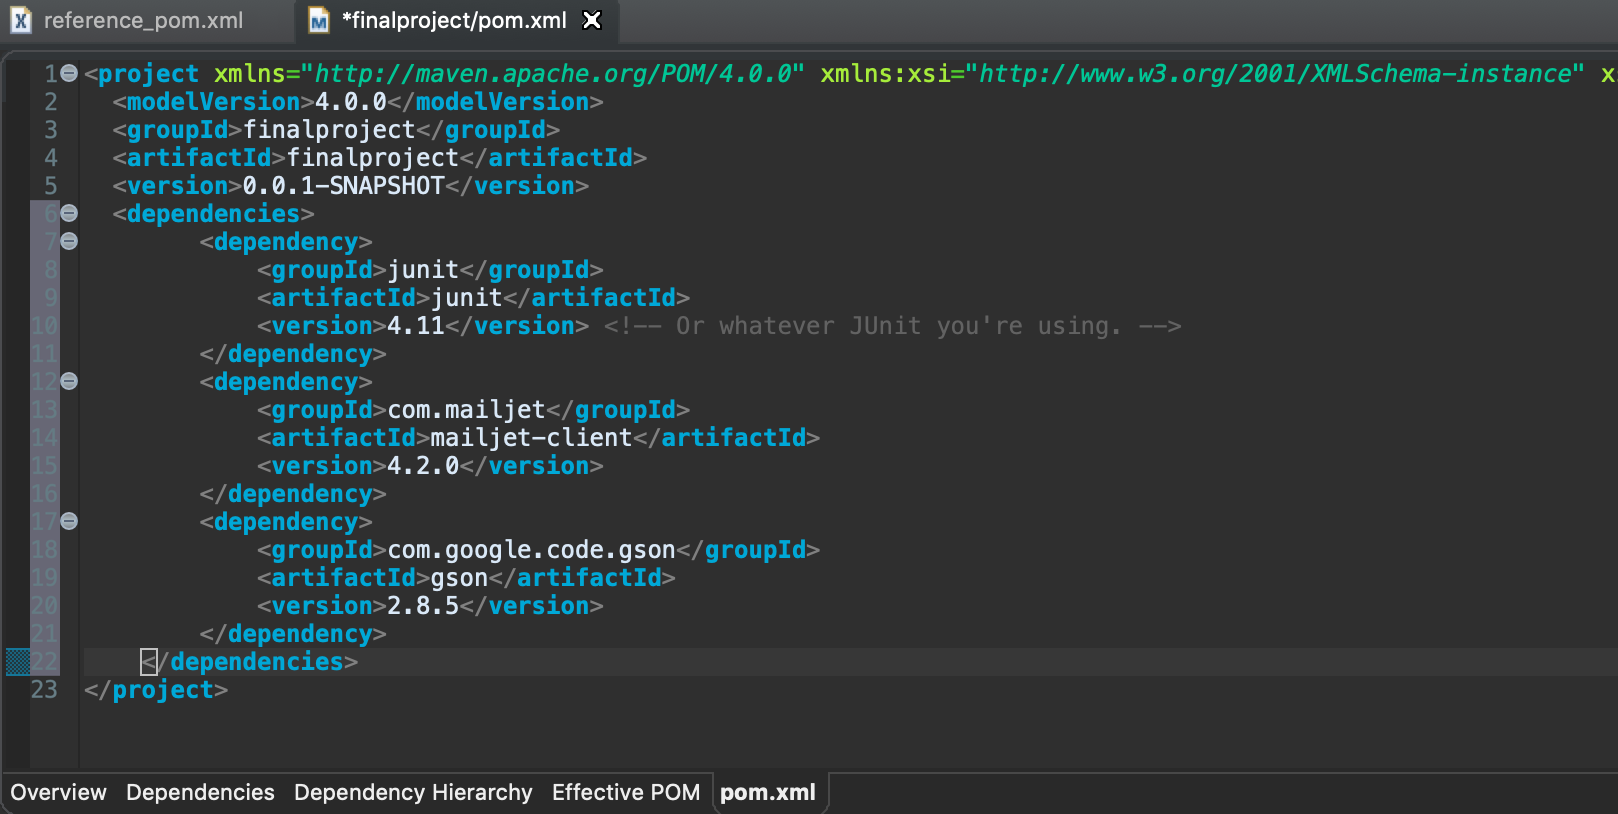 reference_pom.xml *finalproject/pom.xml
1 <project xmlns="http://maven.apache.org/POM/4.0.0" xmlns:xsi="http://www.w3.org/2001/XMLSchema-instance" x
2 <modelVersion>4.0.0</modelVersion>
3 <groupId>finalproject</groupId>
4 <artifactId>finalproject</artifactId>
5 <version>0.0.1-SNAPSHOT</version>
6 <dependencies>
7 <dependency>
8 <groupId>junit</groupId>
9 <artifactId>junit</artifactId>
10 <version>4.11</version> <!-- Or whatever JUnit you're using. -->
11 </dependency>
12 <dependency>
13 <groupId>com.mailjet</groupId>
14 <artifactId>mailjet-client</artifactId>
15 <version>4.2.0</version>
16 </dependency>
17 <dependency>
18 <groupId>com.google.code.gson</groupId>
19 <artifactId>gson</artifactId>
20 <version>2.8.5</version>
21 </dependency>
22 </dependencies>
23 </project>
Overview Dependencies Dependency Hierarchy Effective POM pom.xml